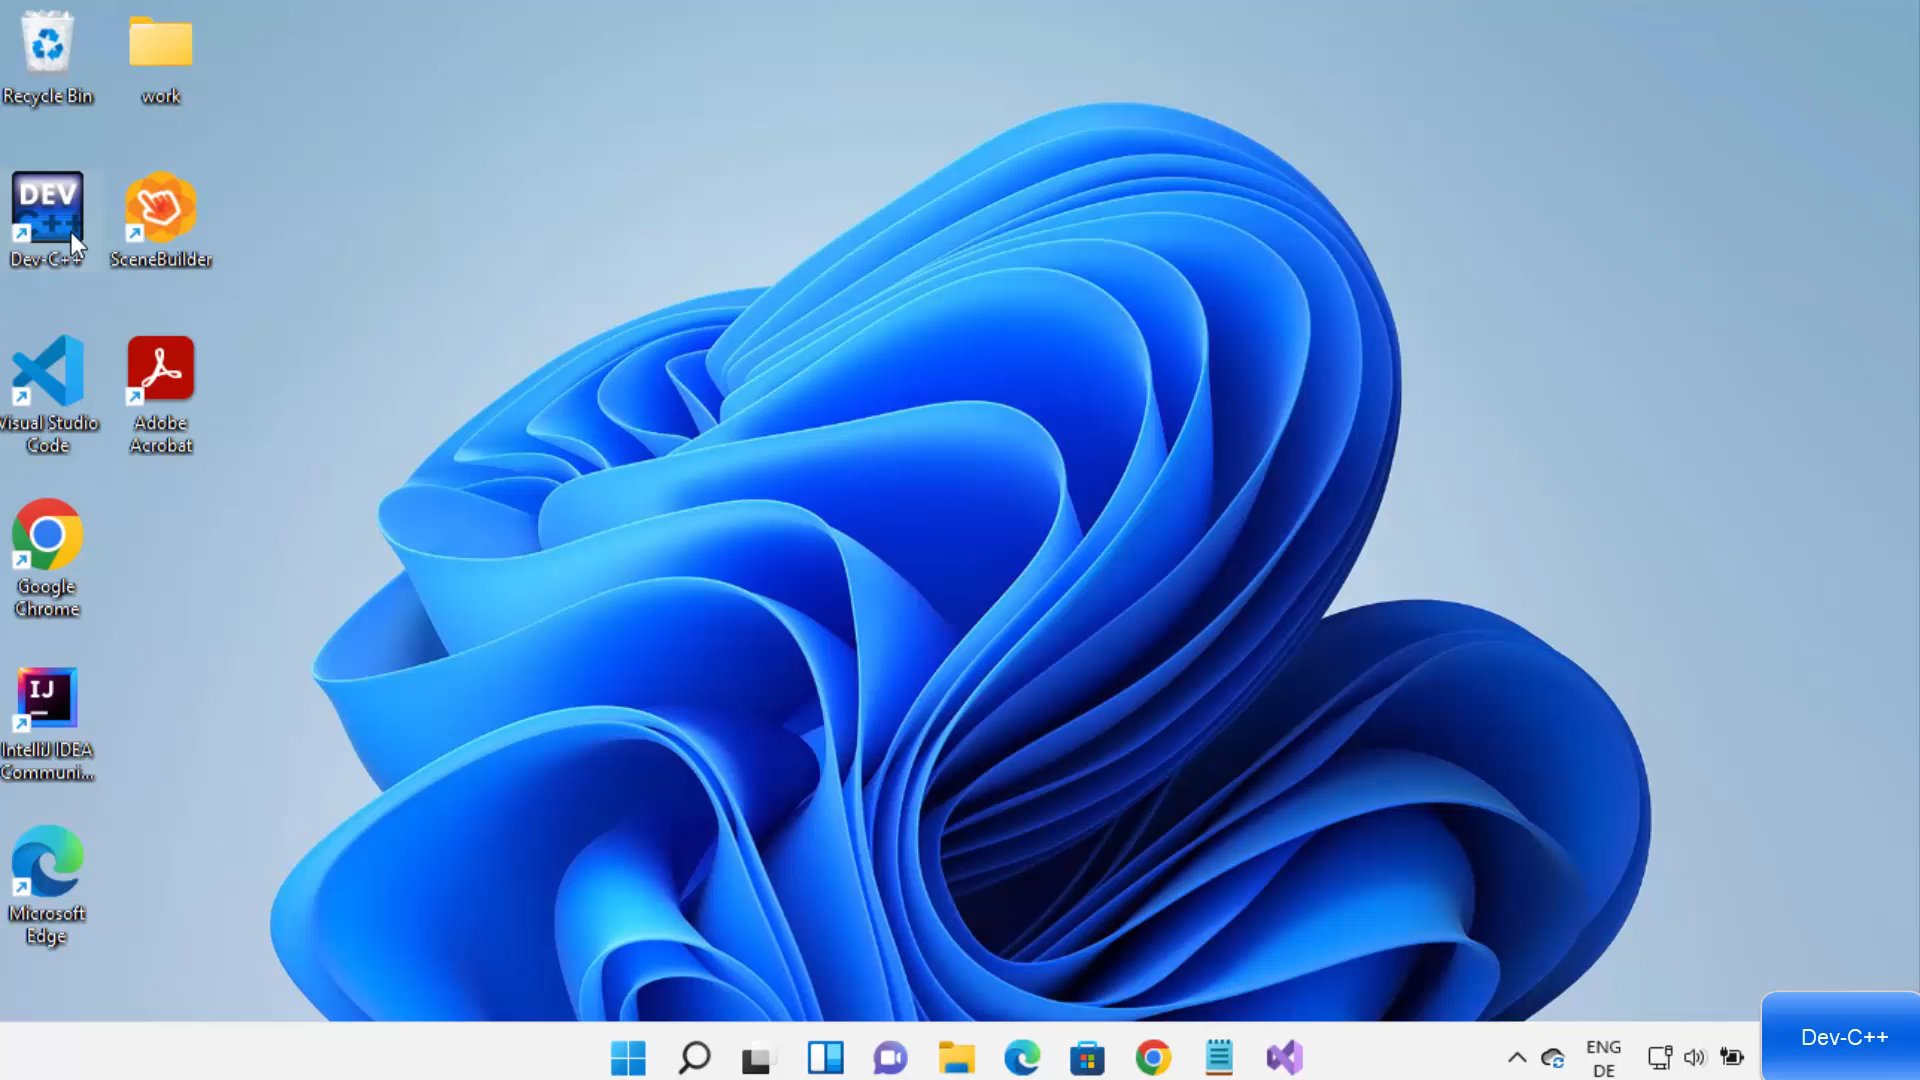 Recycle Bin
work
DEV
C++
Dev-C++
SceneBuilder
Visual Studio
Code
Adobe
Acrobat
Google
Chrome
IJ
IntelliJ IDEA
Communi...
Microsoft
Edge
ENG
DE
Dev-C++